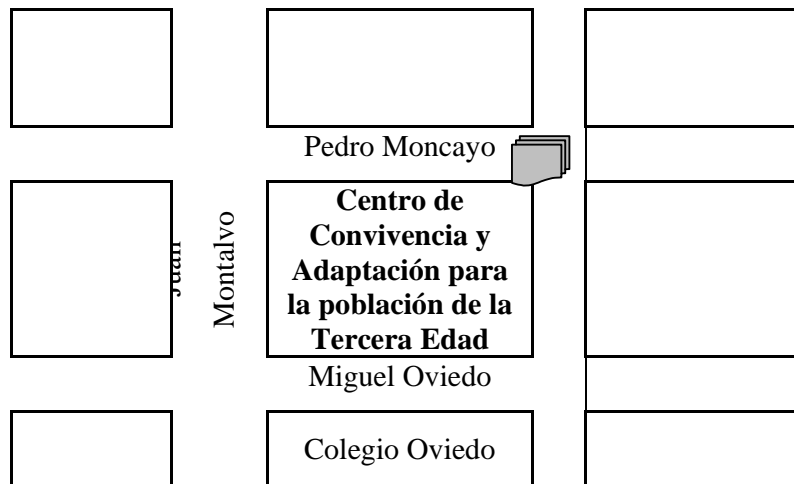 Pedro Moncayo
Montalvo
Centro de
Convivencia y
Adaptación para
la población de la
Tercera Edad
Miguel Oviedo
Colegio Oviedo